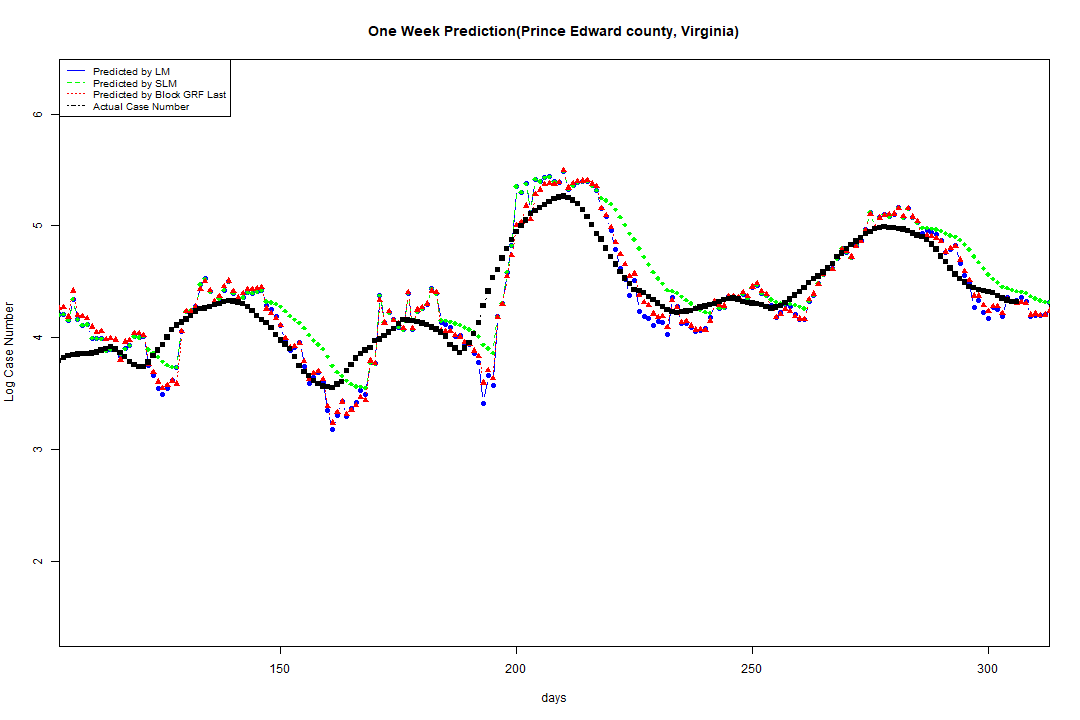 One Week Prediction(Prince Edward county, Virginia)
Predicted by LM
Predicted by SLM
Predicted by Block GRF Last
Actual Case Number
6
5
4
3
2
Log Case Number
150 200 250 300
days